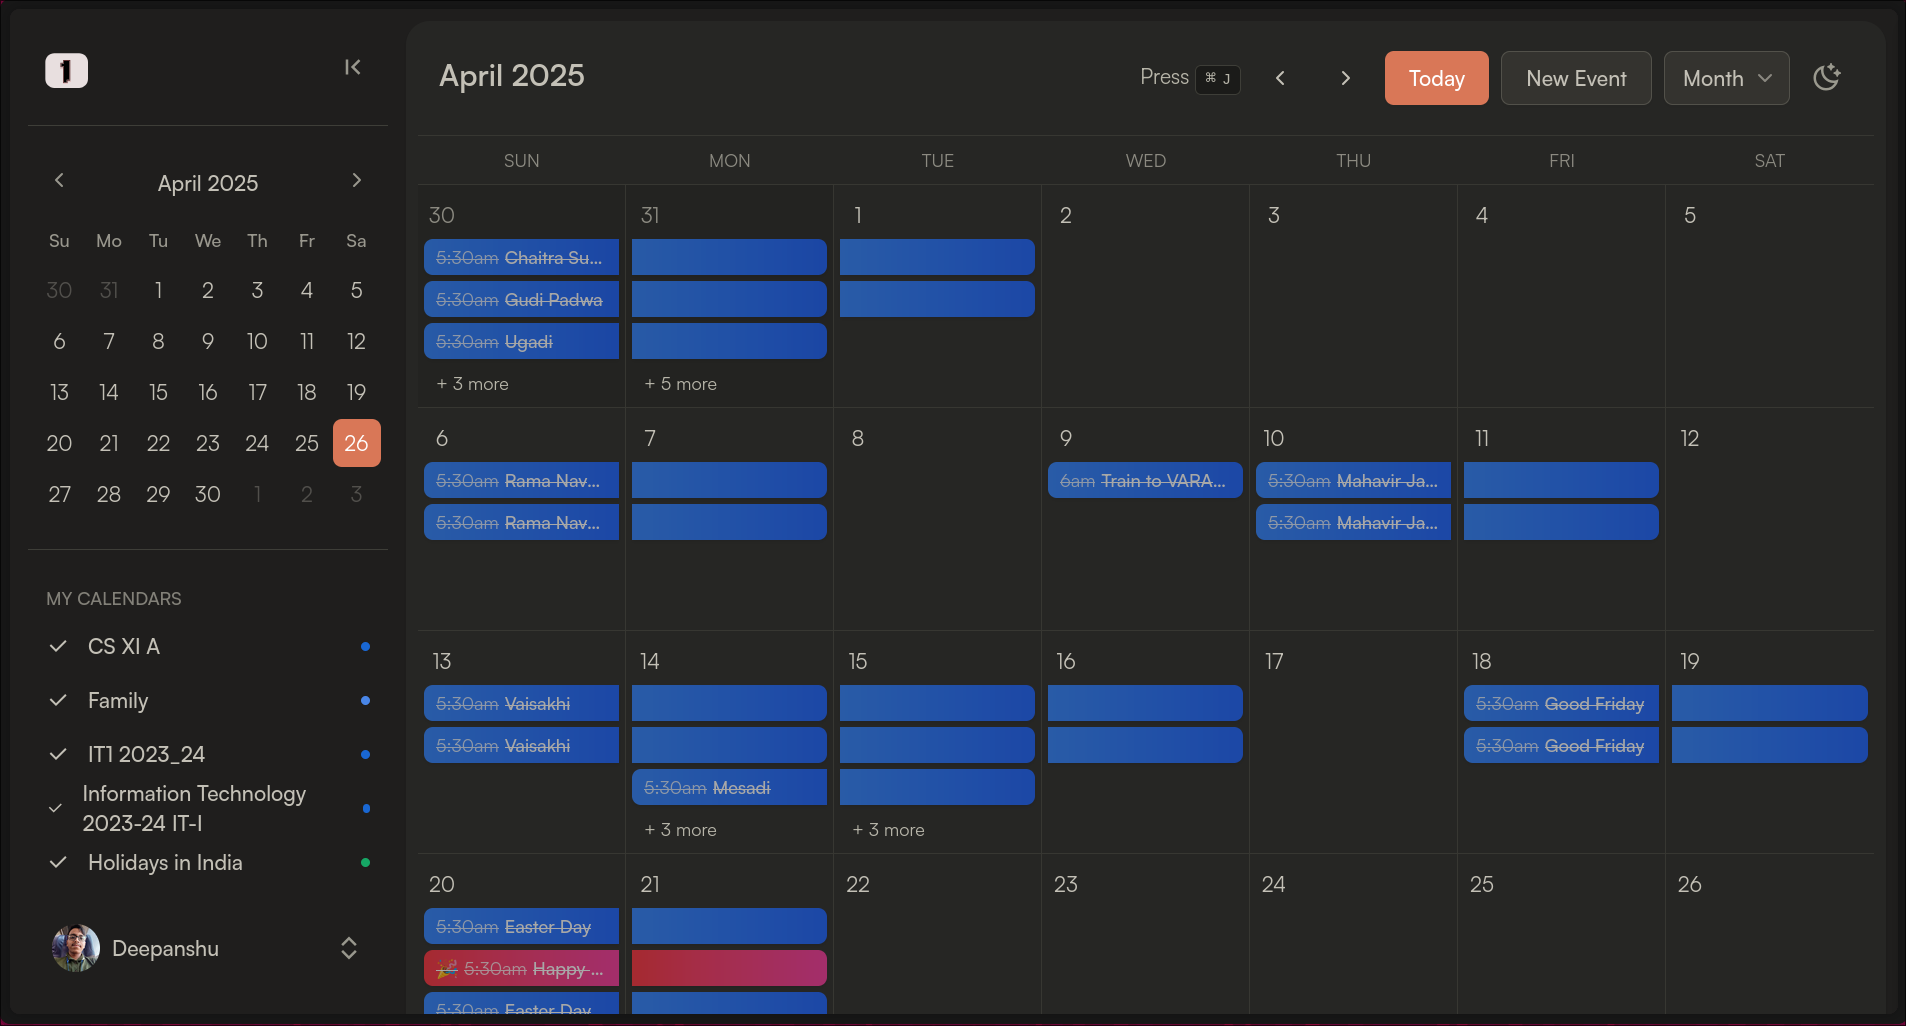 1
April 2025
Su Mo Tu We Th Fr Sa
30 31 1 2 3 4 5
6 7 8 9 10 11 12
13 14 15 16 17 18 19
20 21 22 23 24 25 26
27 28 29 30 1 2 3
MY CALENDARS
CS XI A
Family
IT1 2023_24
Information Technology
2023-24 IT-I
Holidays in India
Deepanshu
April 2025
Press ⌘ J
Today
New Event
Month
SUN MON TUE WED THU FRI SAT
30 31 1 2 3 4 5
5:30am Chaitra Su...
5:30am Gudi Padwa
5:30am Ugadi
+ 3 more + 5 more
6 7 8 9 10 11 12
5:30am Rama Nav... 6am Train to VARA... 5:30am Mahavir Ja...
5:30am Rama Nav... 5:30am Mahavir Ja...
13 14 15 16 17 18 19
5:30am Vaisakhi 5:30am Good Friday
5:30am Vaisakhi 5:30am Good Friday
5:30am Mesadi
+ 3 more + 3 more
20 21 22 23 24 25 26
5:30am Easter Day
🎉 5:30am Happy ...
5:30am Easter Day